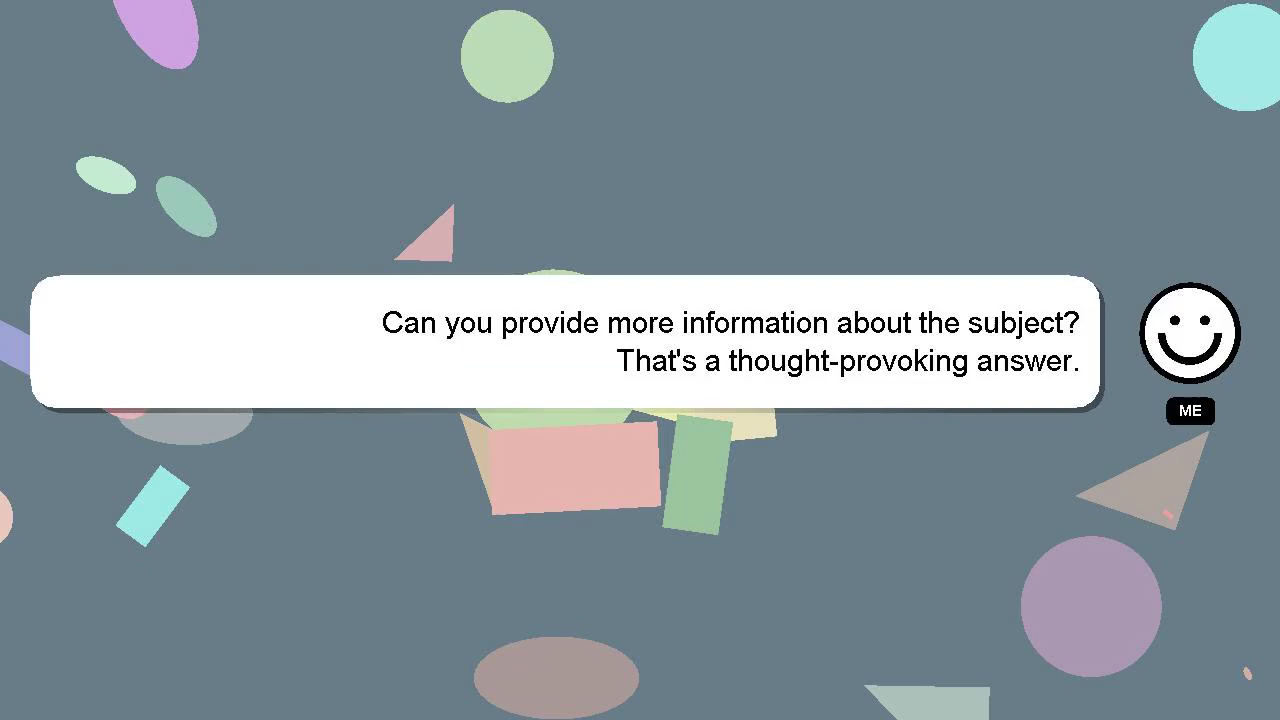 Can you provide more information about the subject?
That's a thought-provoking answer.
ME